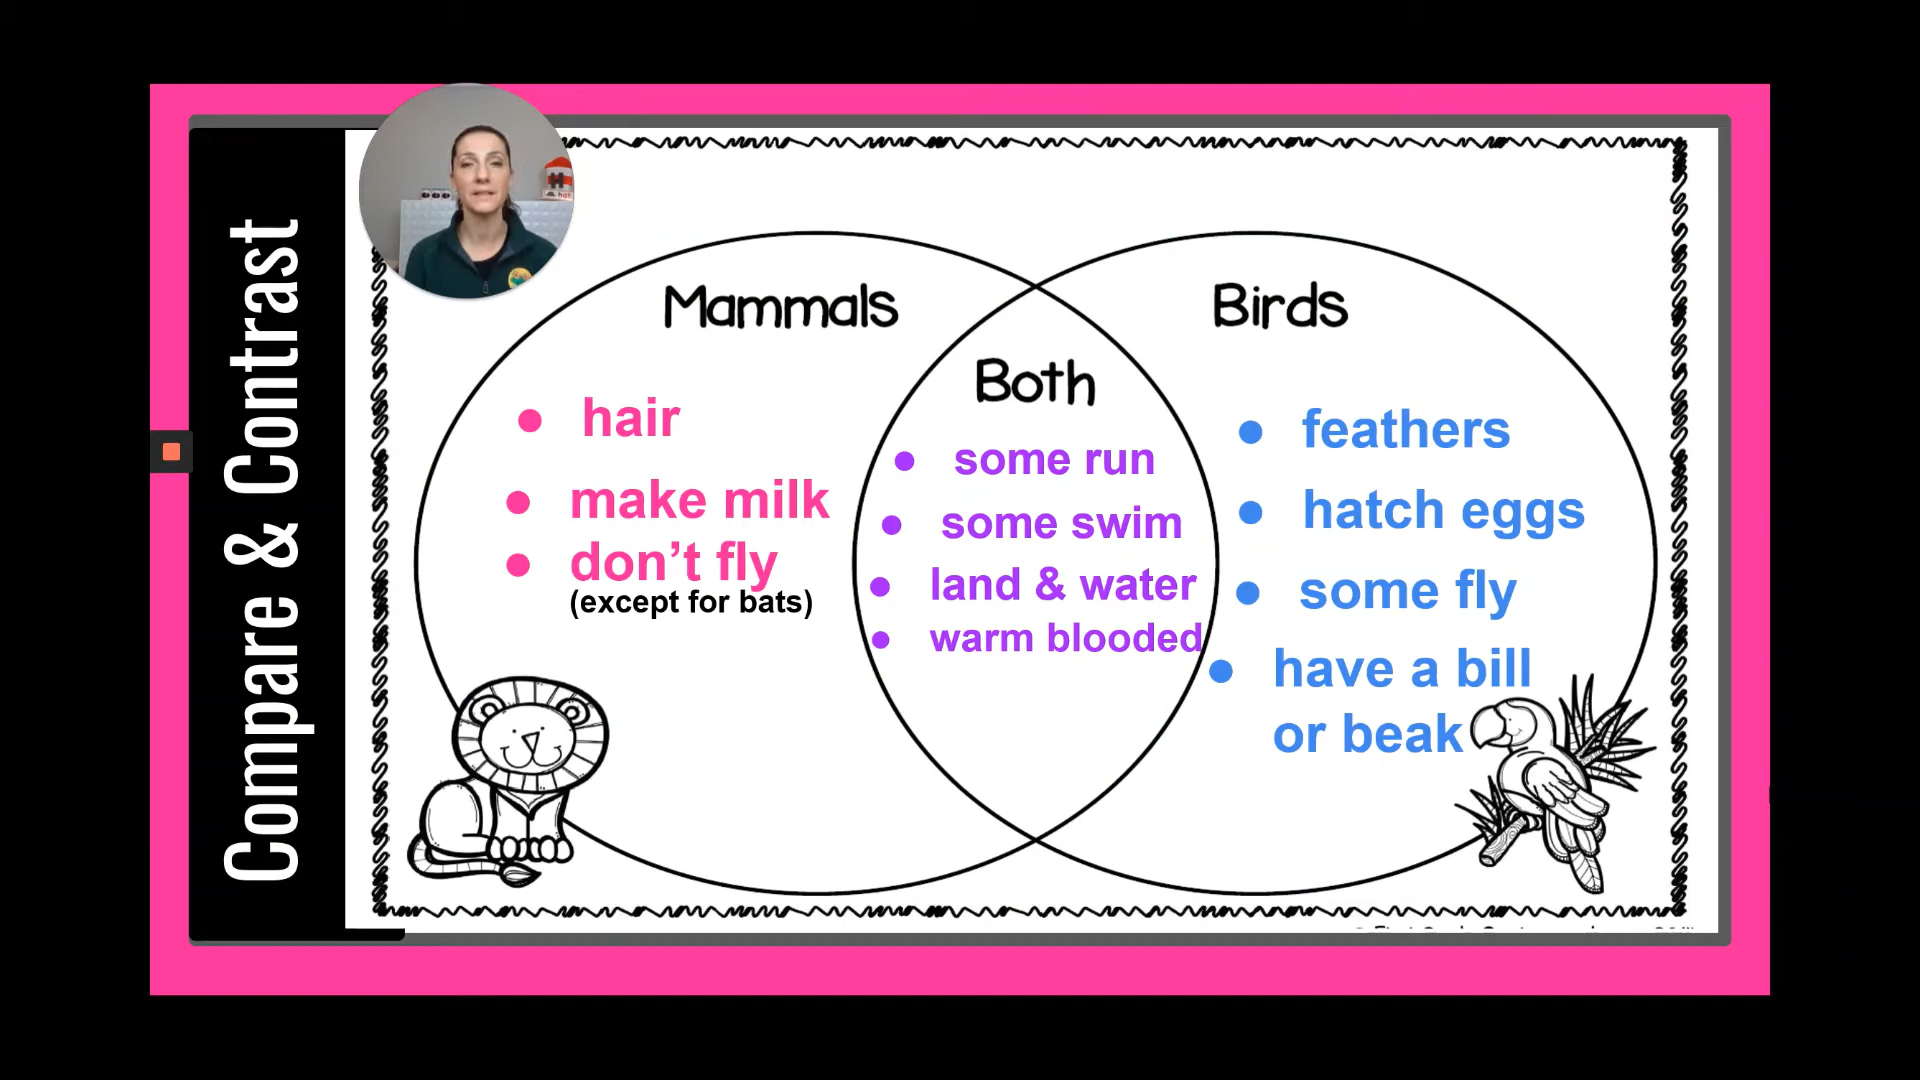 Compare & Contrast
Mammals
Birds
Both
hair
make milk
don't fly
(except for bats)
some run
some swim
land & water
warm blooded
feathers
hatch eggs
some fly
have a bill
or beak
H
hat